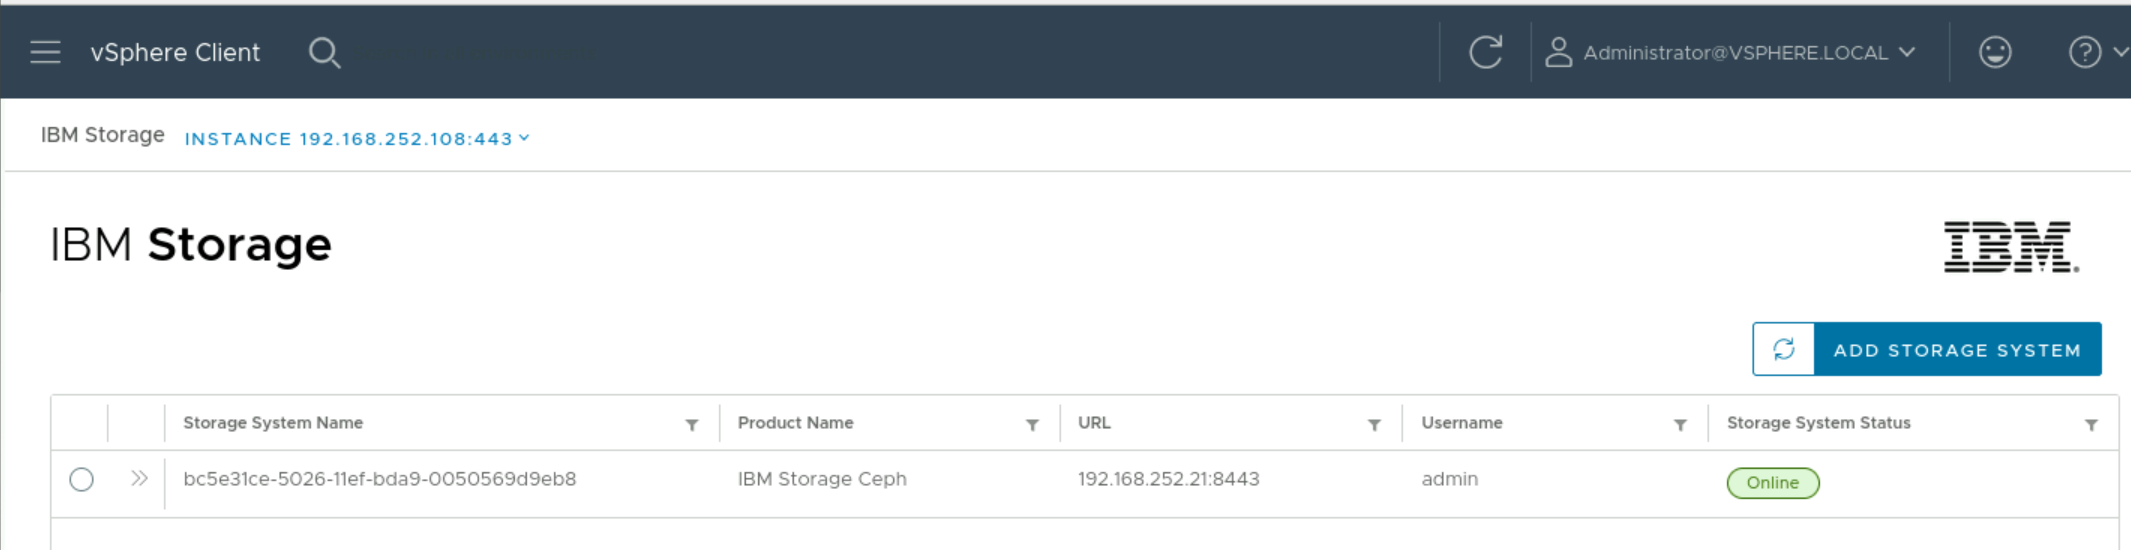 vSphere Client Administrator@VSPHERE.LOCAL ?
IBM Storage INSTANCE 192.168.252.108:443
IBM Storage IBM.
ADD STORAGE SYSTEM
Storage System Name Product Name URL Username Storage System Status
bc5e31ce-5026-11ef-bda9-0050569d9eb8 IBM Storage Ceph 192.168.252.21:8443 admin Online